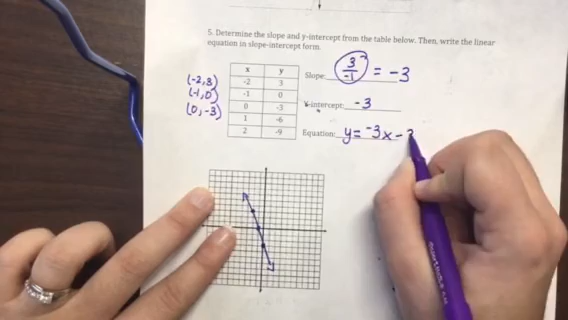 5. Determine the slope and y-intercept from the table below. Then, write the linear
equation in slope-intercept form.
x y
-2 3
-1 0
0 -3
1 -6
2 -9
(-2,3)
(-1,0)
(0,-3)
Slope: 3/-1 = -3
Y-intercept: -3
Equation: y = -3x -